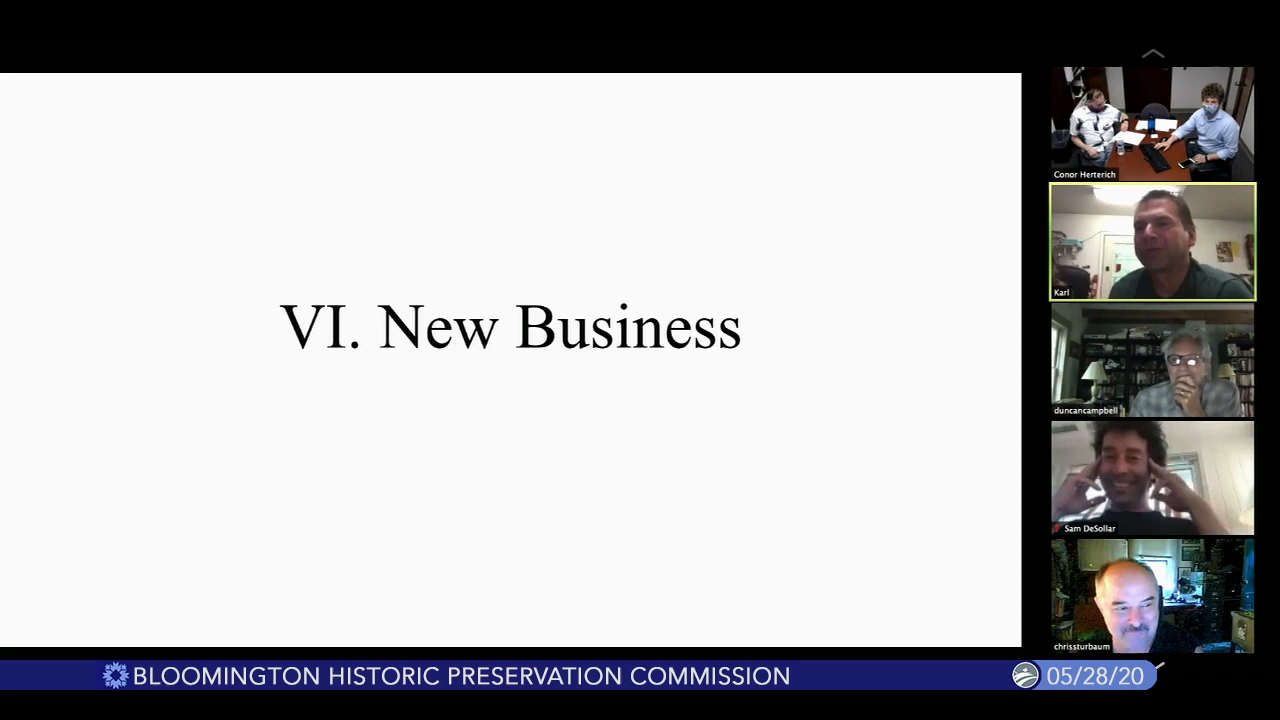 VI. New Business
Conor Herterich
Karl
duncancampbell
Sam DeSollar
chrissturbaum
BLOOMINGTON HISTORIC PRESERVATION COMMISSION
05/28/20